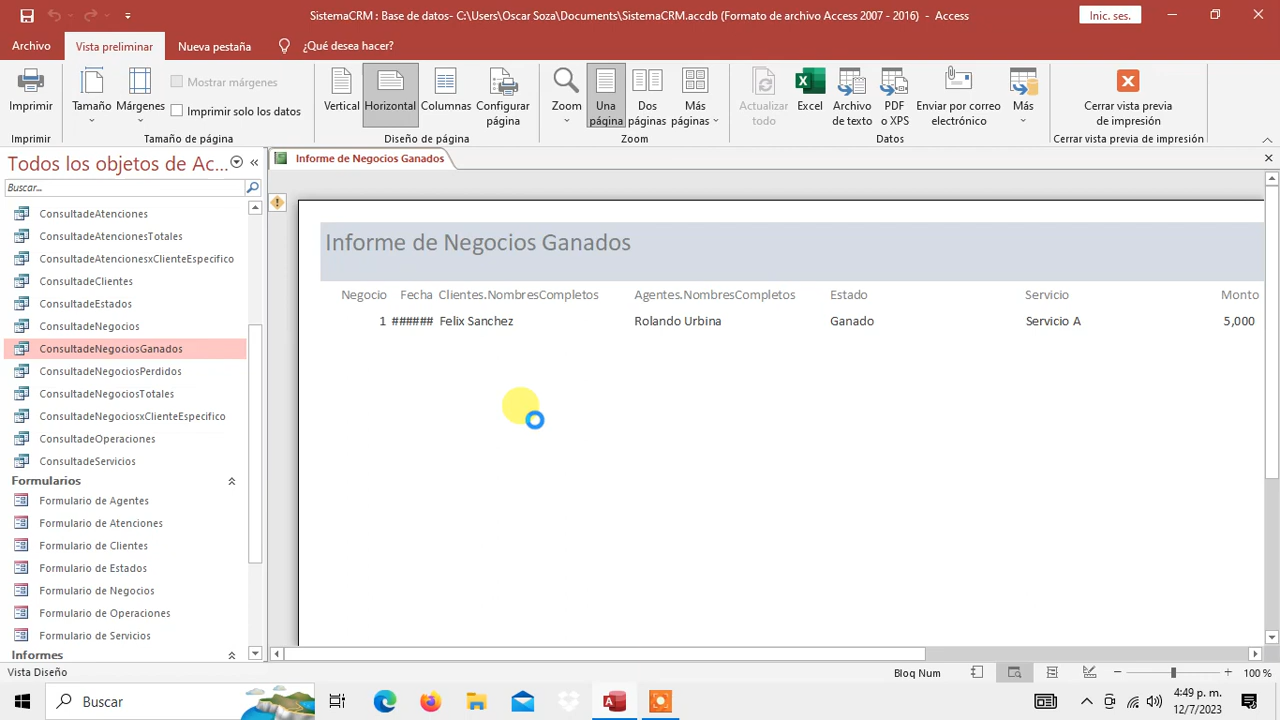 SistemaCRM : Base de datos- C:\Users\Oscar Soza\Documents\SistemaCRM.accdb (Formato de archivo Access 2007 - 2016) - Access
Inic. ses.
Archivo
Vista preliminar
Nueva pestaña
¿Qué desea hacer?
Imprimir
Tamaño
Márgenes
Mostrar márgenes
Imprimir solo los datos
Vertical
Horizontal
Columnas
Configurar página
Zoom
Una página
Dos páginas
Más páginas
Actualizar todo
Excel
Archivo de texto
PDF o XPS
Enviar por correo electrónico
Más
Cerrar vista previa de impresión
Imprimir
Tamaño de página
Diseño de página
Zoom
Datos
Cerrar vista previa de impresión
Todos los objetos de Ac...
Buscar...
ConsultadeAtenciones
ConsultadeAtencionesTotales
ConsultadeAtencionesxClienteEspecifico
ConsultadeClientes
ConsultadeEstados
ConsultadeNegocios
ConsultadeNegociosGanados
ConsultadeNegociosPerdidos
ConsultadeNegociosTotales
ConsultadeNegociosxClienteEspecifico
ConsultadeOperaciones
ConsultadeServicios
Formularios
Formulario de Agentes
Formulario de Atenciones
Formulario de Clientes
Formulario de Estados
Formulario de Negocios
Formulario de Operaciones
Formulario de Servicios
Informes
Informe de Negocios Ganados
Informe de Negocios Ganados
Negocio Fecha Clientes.NombresCompletos Agentes.NombresCompletos Estado Servicio Monto
1 ###### Felix Sanchez Rolando Urbina Ganado Servicio A 5,000
Vista Diseño
Bloq Num
100 %
Buscar
4:49 p. m.
12/7/2023